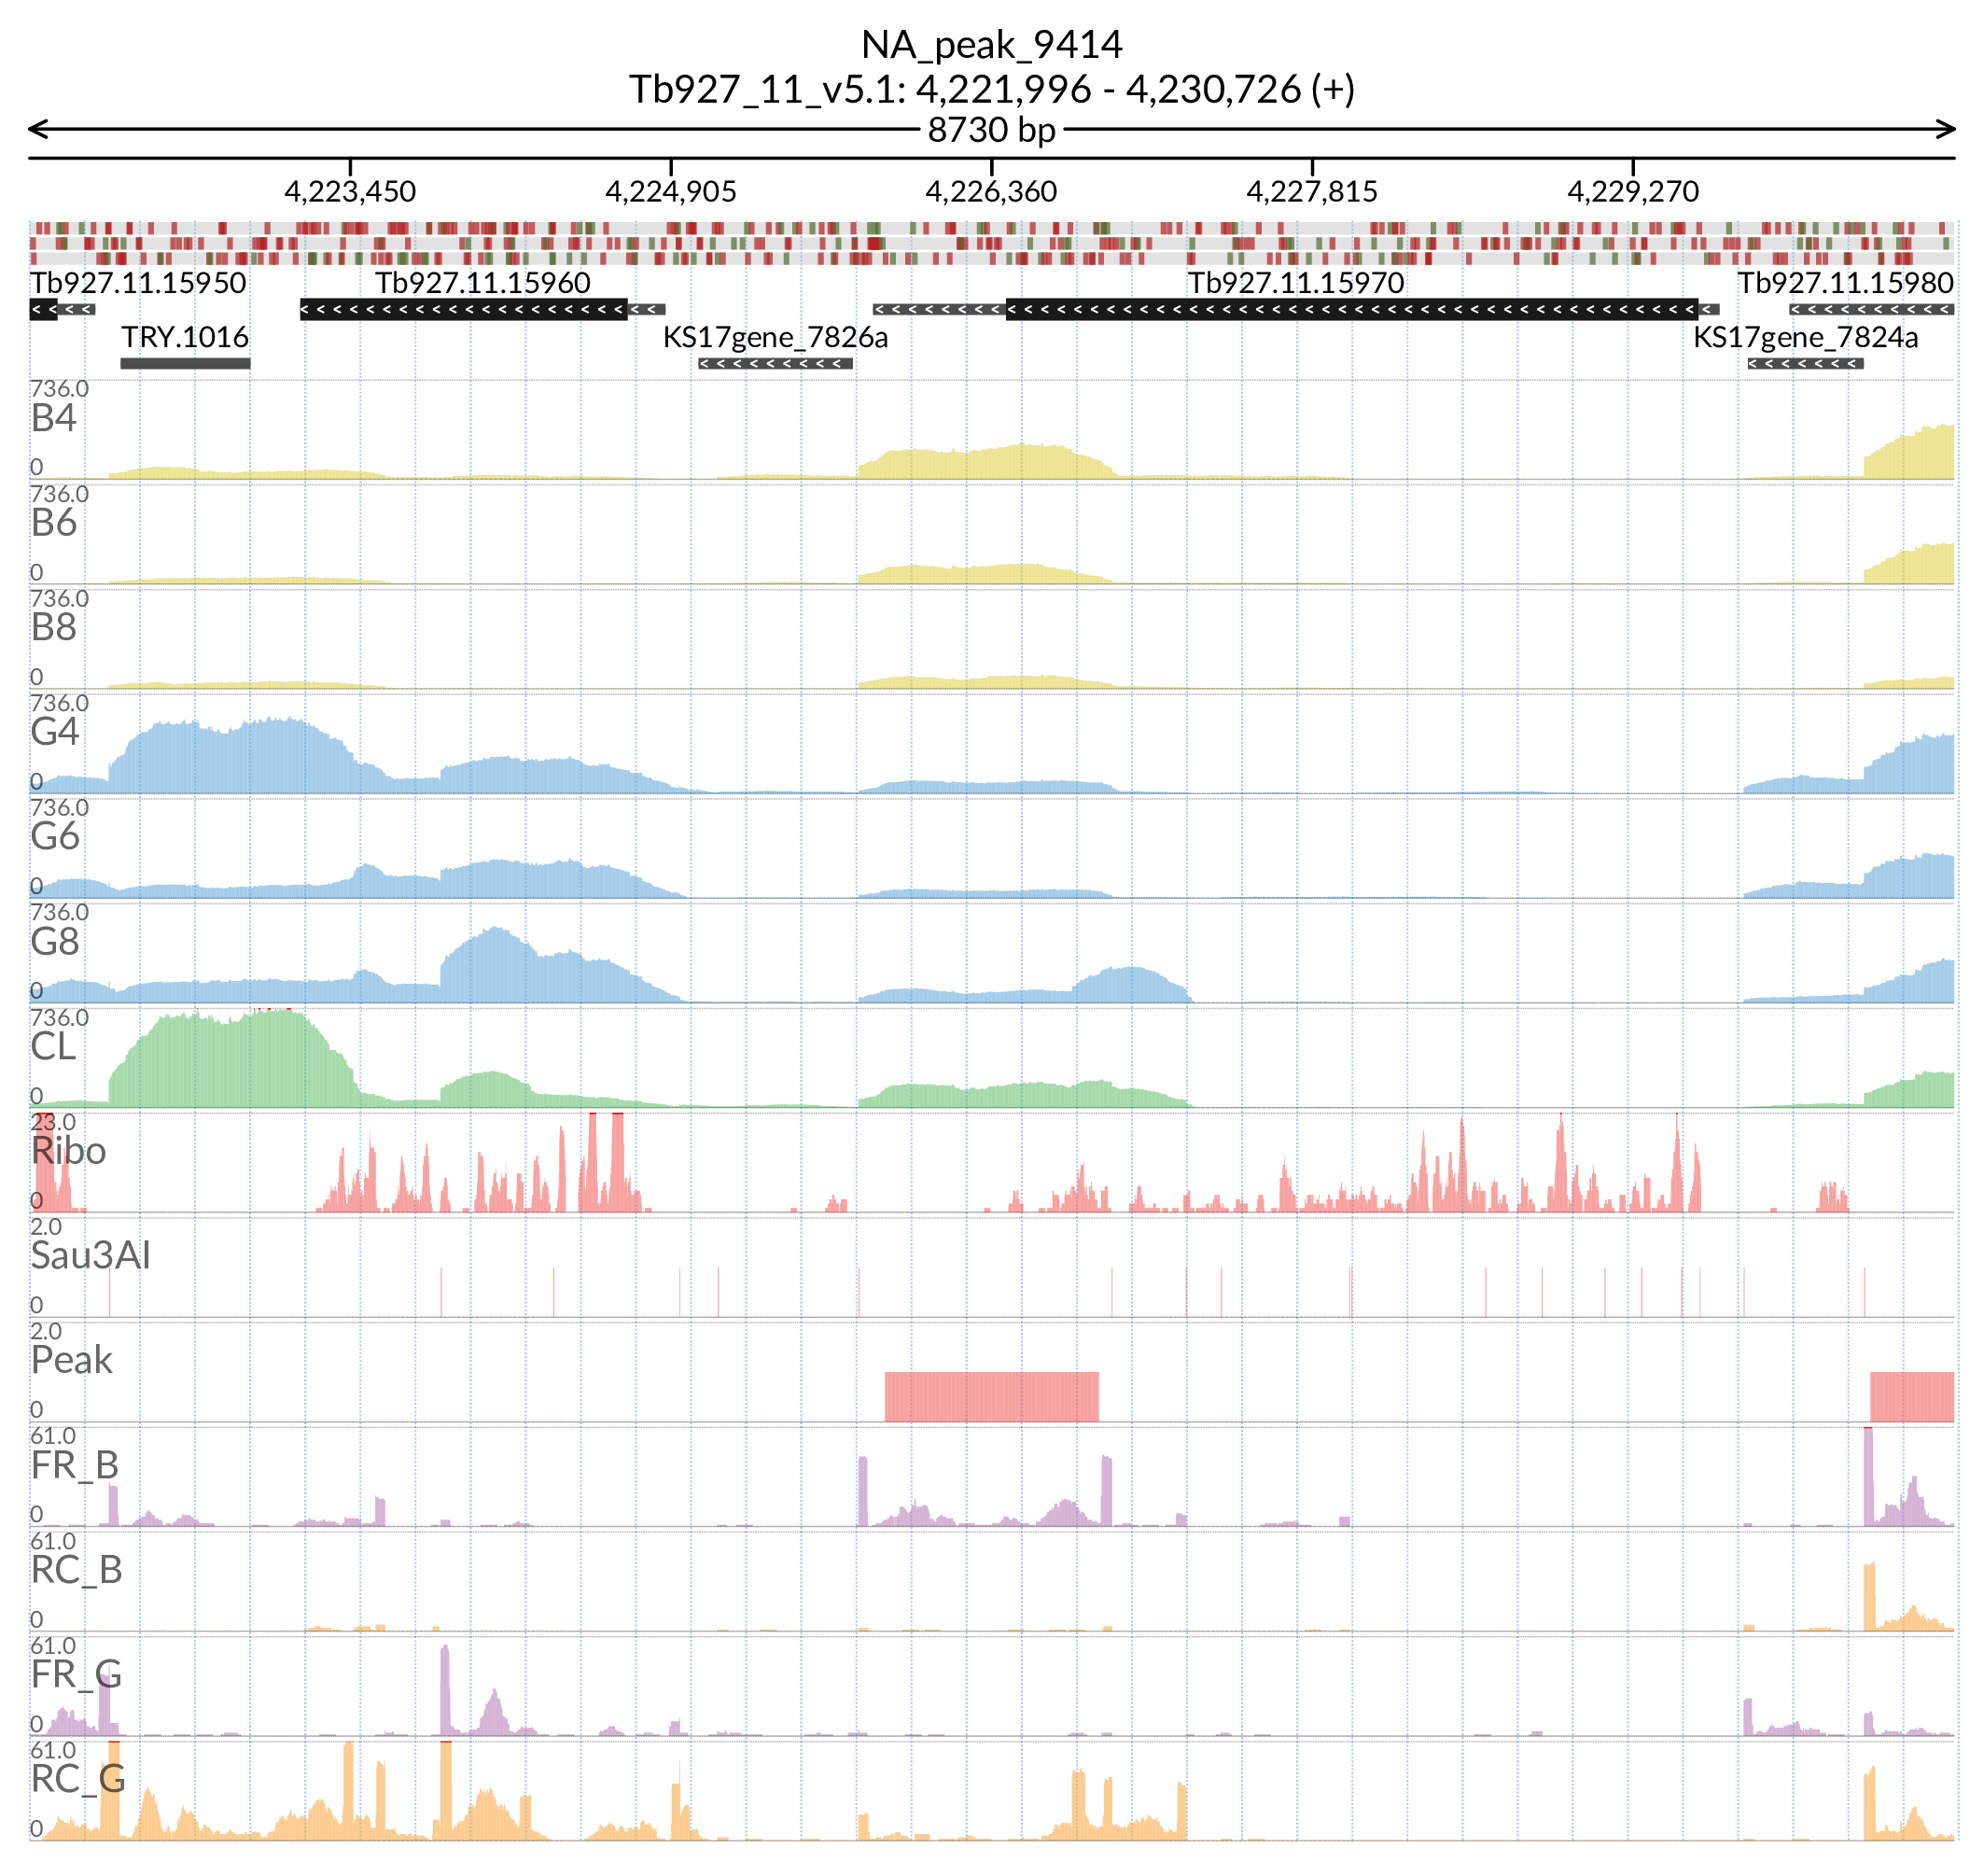 NA_peak_9414
Tb927_11_v5.1: 4,221,996 - 4,230,726 (+)
8730 bp
4,223,450 4,224,905 4,226,360 4,227,815 4,229,270
Tb927.11.15950 Tb927.11.15960 Tb927.11.15970 Tb927.11.15980
TRY.1016 KS17gene_7826a KS17gene_7824a
736.0
B4
0
736.0
B6
0
736.0
B8
0
736.0
G4
0
736.0
G6
0
736.0
G8
0
736.0
CL
0
23.0
Ribo
0
2.0
Sau3AI
0
2.0
Peak
0
61.0
FR_B
0
61.0
RC_B
0
61.0
FR_G
0
61.0
RC_G
0